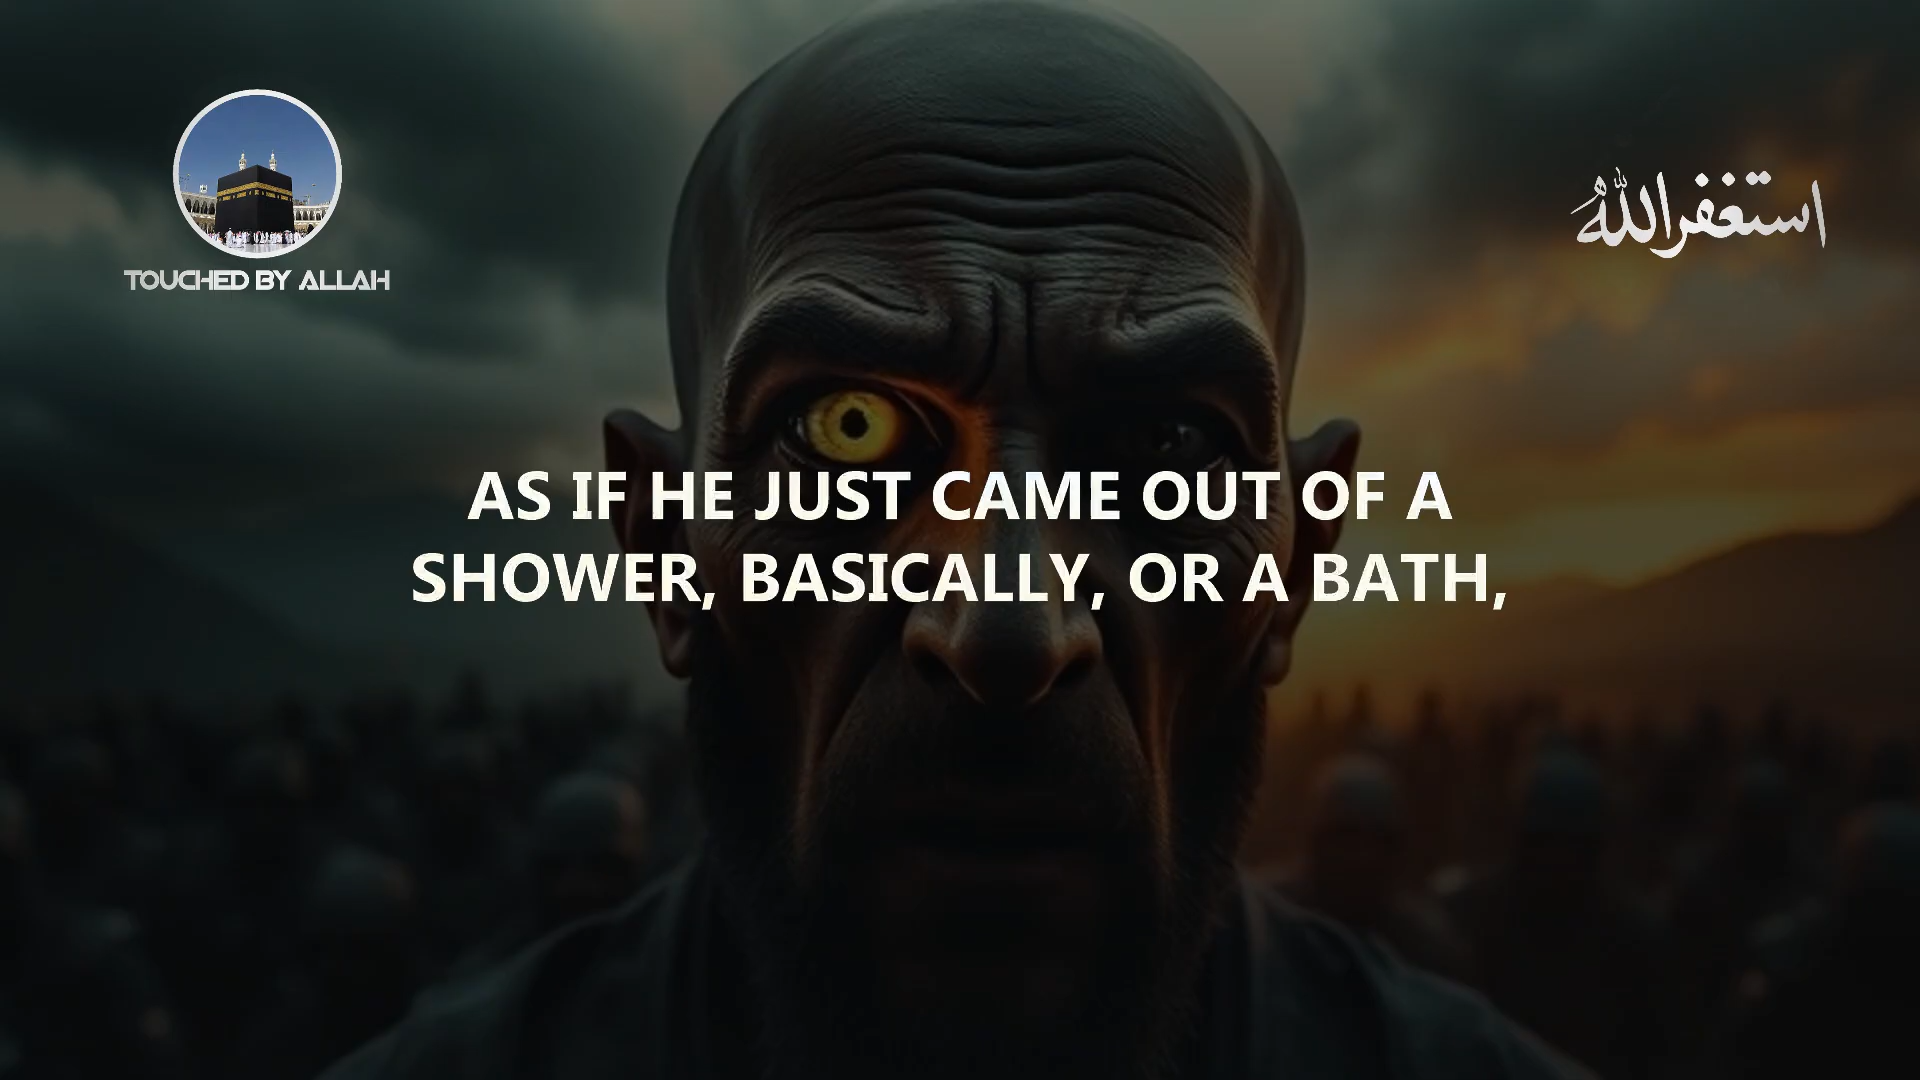 TOUCHED BY ALLAH
استغفرالله
AS IF HE JUST CAME OUT OF A
SHOWER, BASICALLY, OR A BATH,